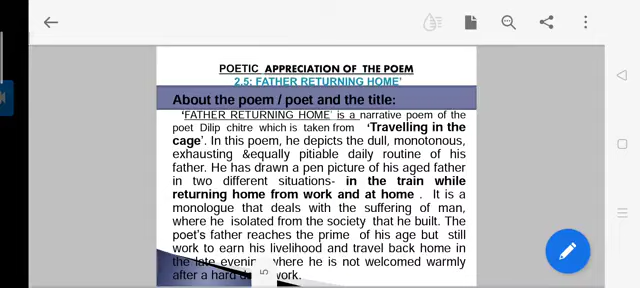 POETIC APPRECIATION OF THE POEM
2.5: FATHER RETURNING HOME'
About the poem / poet and the title:
'FATHER RETURNING HOME' is a narrative poem of the
poet Dilip chitre which is taken from 'Travelling in the
cage'. In this poem, he depicts the dull, monotonous,
exhausting &equally pitiable daily routine of his
father. He has drawn a pen picture of his aged father
in two different situations- in the train while
returning home from work and at home . It is a
monologue that deals with the suffering of man,
where he isolated from the society that he built. The
poet's father reaches the prime of his age but still
work to earn his livelihood and travel back home in
the late evening where he is not welcomed warmly
after a hard work.
5